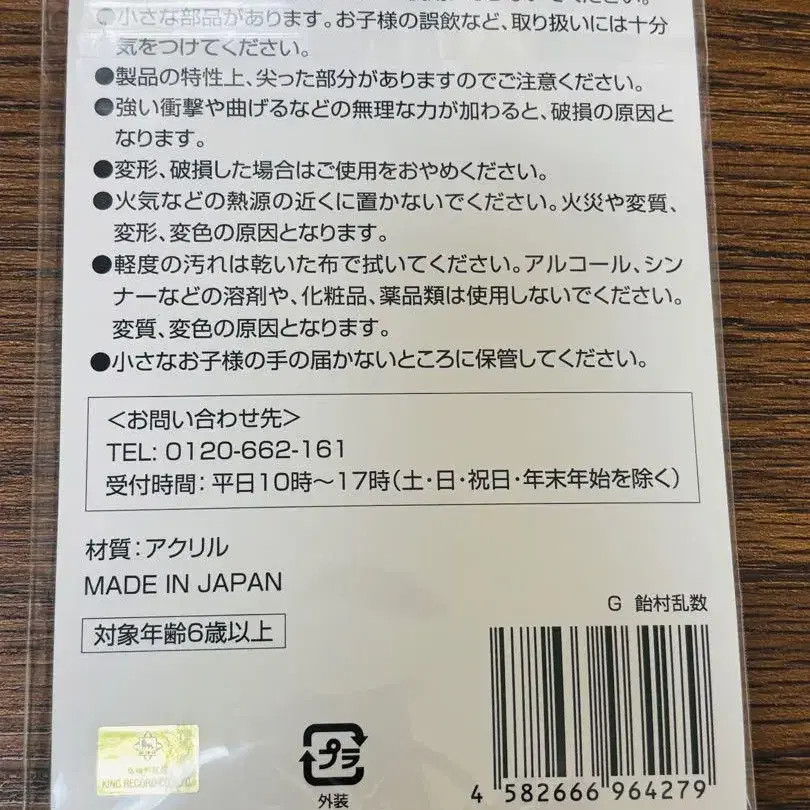 ●小さな部品があります。お子様の誤飲など、取り扱いには十分
気をつけてください。
●製品の特性上、尖った部分がありますのでご注意ください。
●強い衝撃や曲げるなどの無理な力が加わると、破損の原因と
なります。
●変形、破損した場合はご使用をおやめください。
●火気などの熱源の近くに置かないでください。火災や変質、
変形、変色の原因となります。
●軽度の汚れは乾いた布で拭いてください。アルコール、シン
ナーなどの溶剤や、化粧品、薬品類は使用しないでください。
変質、変色の原因となります。
●小さなお子様の手の届かないところに保管してください。
<お問い合わせ先>
TEL: 0120-662-161
受付時間:平日10時~17時(土・日・祝日・年末年始を除く)
材質:アクリル
MADE IN JAPAN
対象年齢6歳以上
G 飴村乱数
4 582666 964279
プラ
外装
KING RECORD CO.,